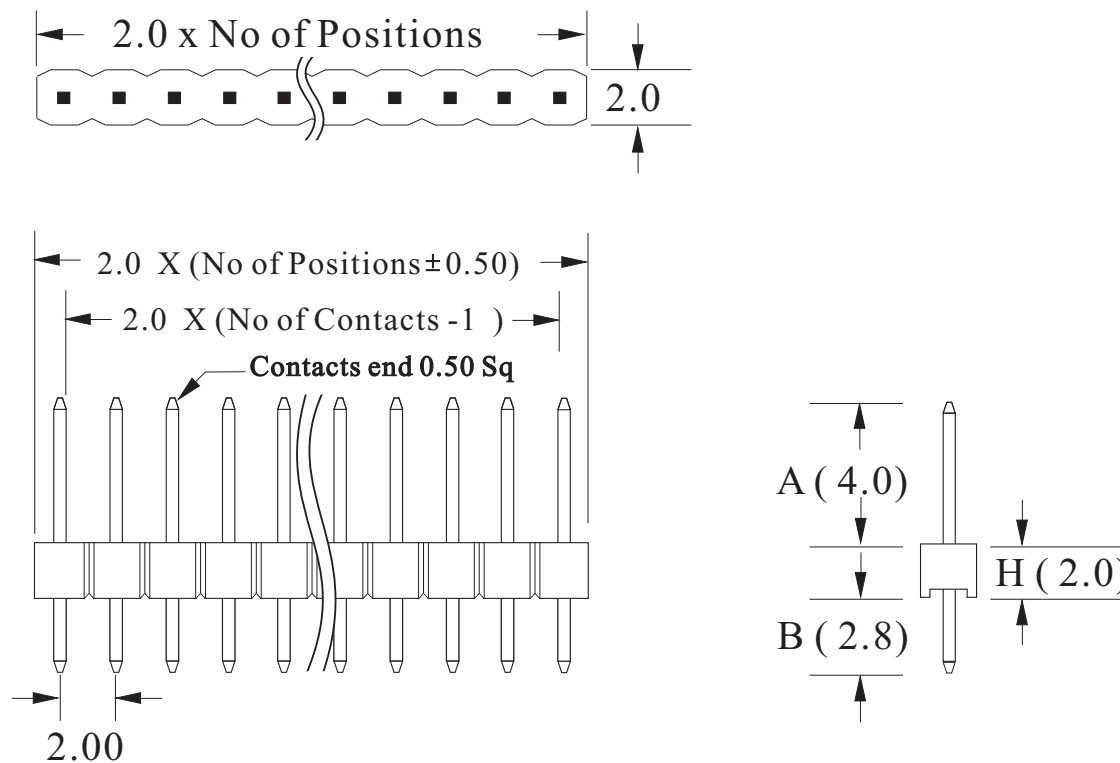 2.0 x No of Positions
2.0
2.0 X (No of Positions±0.50)
2.0 X (No of Contacts -1 )
Contacts end 0.50 Sq
A ( 4.0)
H ( 2.0)
B ( 2.8)
2.00